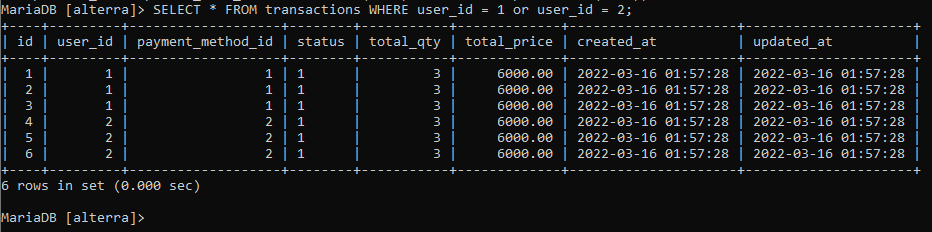 MariaDB [alterra]> SELECT * FROM transactions WHERE user_id = 1 or user_id = 2;
+----+---------+-------------------+--------+-----------+-------------+---------------------+---------------------+
| id | user_id | payment_method_id | status | total_qty | total_price | created_at          | updated_at          |
+----+---------+-------------------+--------+-----------+-------------+---------------------+---------------------+
|  1 |       1 |                 1 | 1      |         3 |     6000.00 | 2022-03-16 01:57:28 | 2022-03-16 01:57:28 |
|  2 |       1 |                 1 | 1      |         3 |     6000.00 | 2022-03-16 01:57:28 | 2022-03-16 01:57:28 |
|  3 |       1 |                 1 | 1      |         3 |     6000.00 | 2022-03-16 01:57:28 | 2022-03-16 01:57:28 |
|  4 |       2 |                 2 | 1      |         3 |     6000.00 | 2022-03-16 01:57:28 | 2022-03-16 01:57:28 |
|  5 |       2 |                 2 | 1      |         3 |     6000.00 | 2022-03-16 01:57:28 | 2022-03-16 01:57:28 |
|  6 |       2 |                 2 | 1      |         3 |     6000.00 | 2022-03-16 01:57:28 | 2022-03-16 01:57:28 |
+----+---------+-------------------+--------+-----------+-------------+---------------------+---------------------+
6 rows in set (0.000 sec)
MariaDB [alterra]>